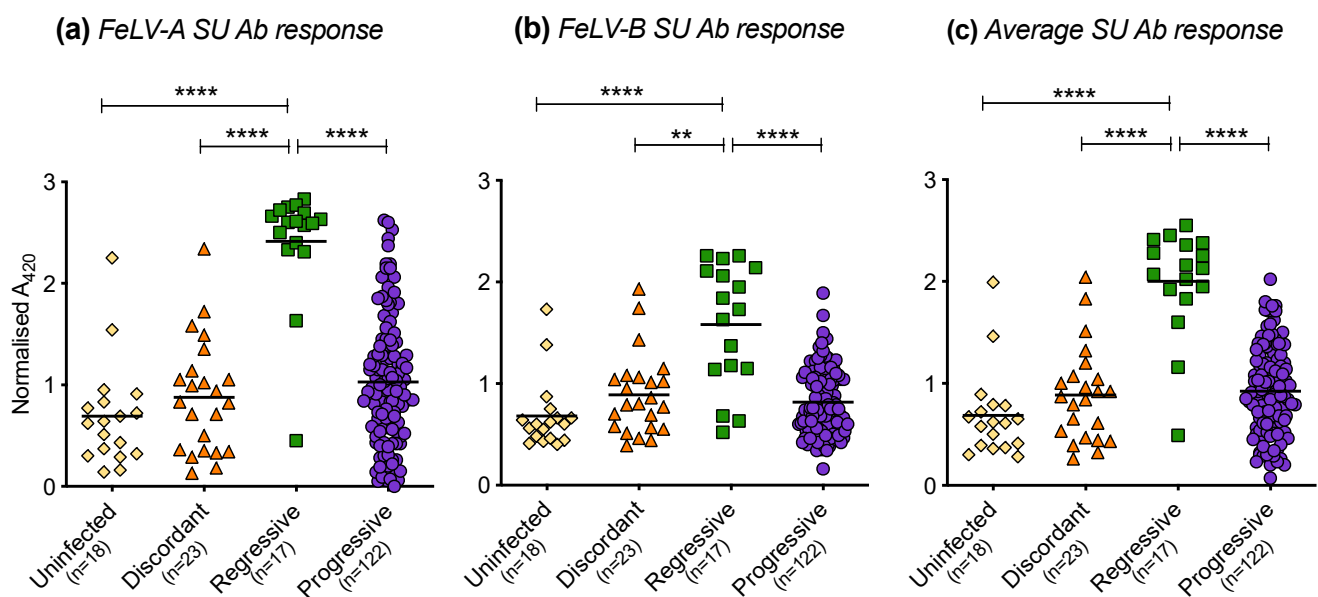 (a) FeLV-A SU Ab response
(b) FeLV-B SU Ab response
(c) Average SU Ab response
****
****
****
****
**
****
****
****
****
Normalised A420
3
2
1
0
Uninfected
(n=18)
Discordant
(n=23)
Regressive
(n=17)
Progressive
(n=122)
3
2
1
0
Uninfected
(n=18)
Discordant
(n=23)
Regressive
(n=17)
Progressive
(n=122)
3
2
1
0
Uninfected
(n=18)
Discordant
(n=23)
Regressive
(n=17)
Progressive
(n=122)